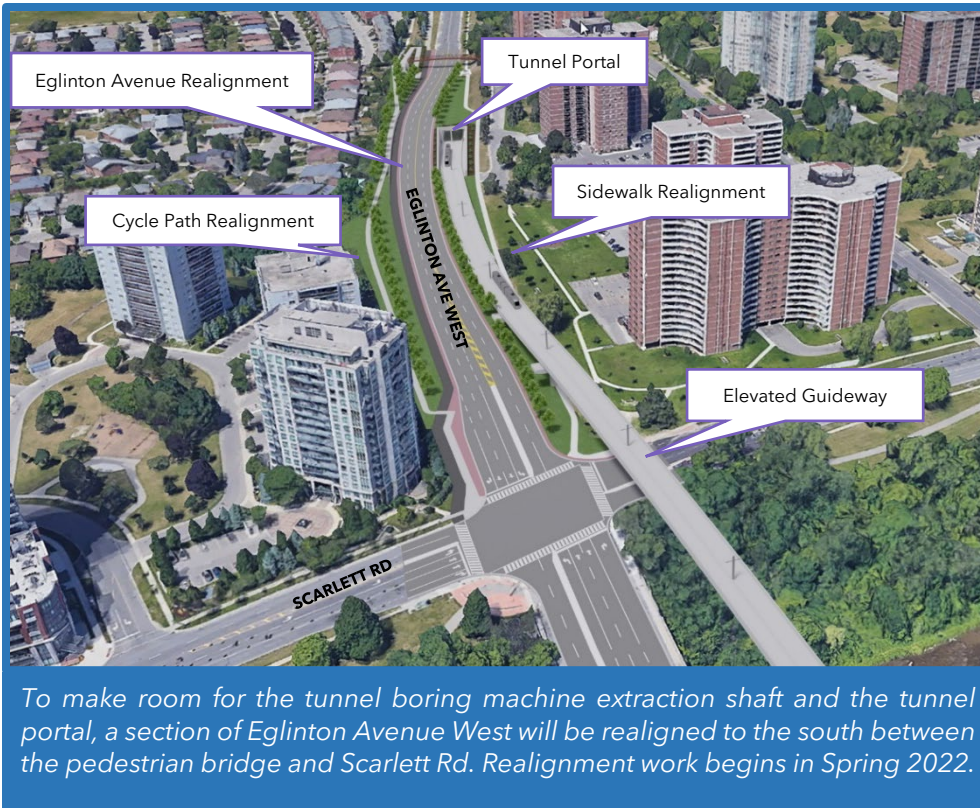 Tunnel Portal
Eglinton Avenue Realignment
Sidewalk Realignment
Cycle Path Realignment
EGLINTON AVE WEST
Elevated Guideway
SCARLETT RD
To make room for the tunnel boring machine extraction shaft and the tunnel
portal, a section of Eglinton Avenue West will be realigned to the south between
the pedestrian bridge and Scarlett Rd. Realignment work begins in Spring 2022.